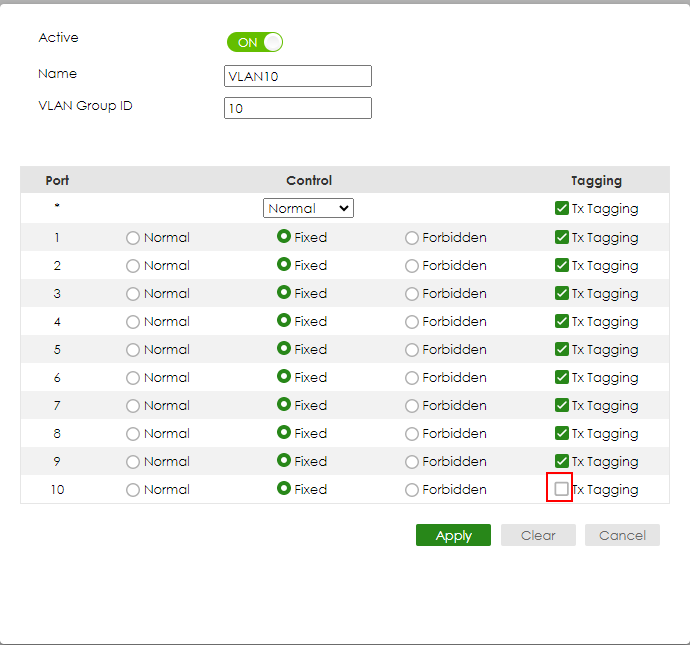 Active ON
Name VLAN10
VLAN Group ID 10
Port Control Tagging
* Normal Tx Tagging
1 Normal Fixed Forbidden Tx Tagging
2 Normal Fixed Forbidden Tx Tagging
3 Normal Fixed Forbidden Tx Tagging
4 Normal Fixed Forbidden Tx Tagging
5 Normal Fixed Forbidden Tx Tagging
6 Normal Fixed Forbidden Tx Tagging
7 Normal Fixed Forbidden Tx Tagging
8 Normal Fixed Forbidden Tx Tagging
9 Normal Fixed Forbidden Tx Tagging
10 Normal Fixed Forbidden Tx Tagging
Apply Clear Cancel